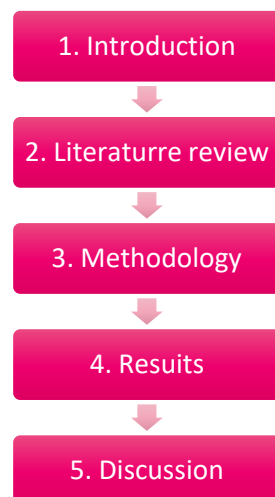 1. Introduction
2. Literaturre review
3. Methodology
4. Resuits
5. Discussion